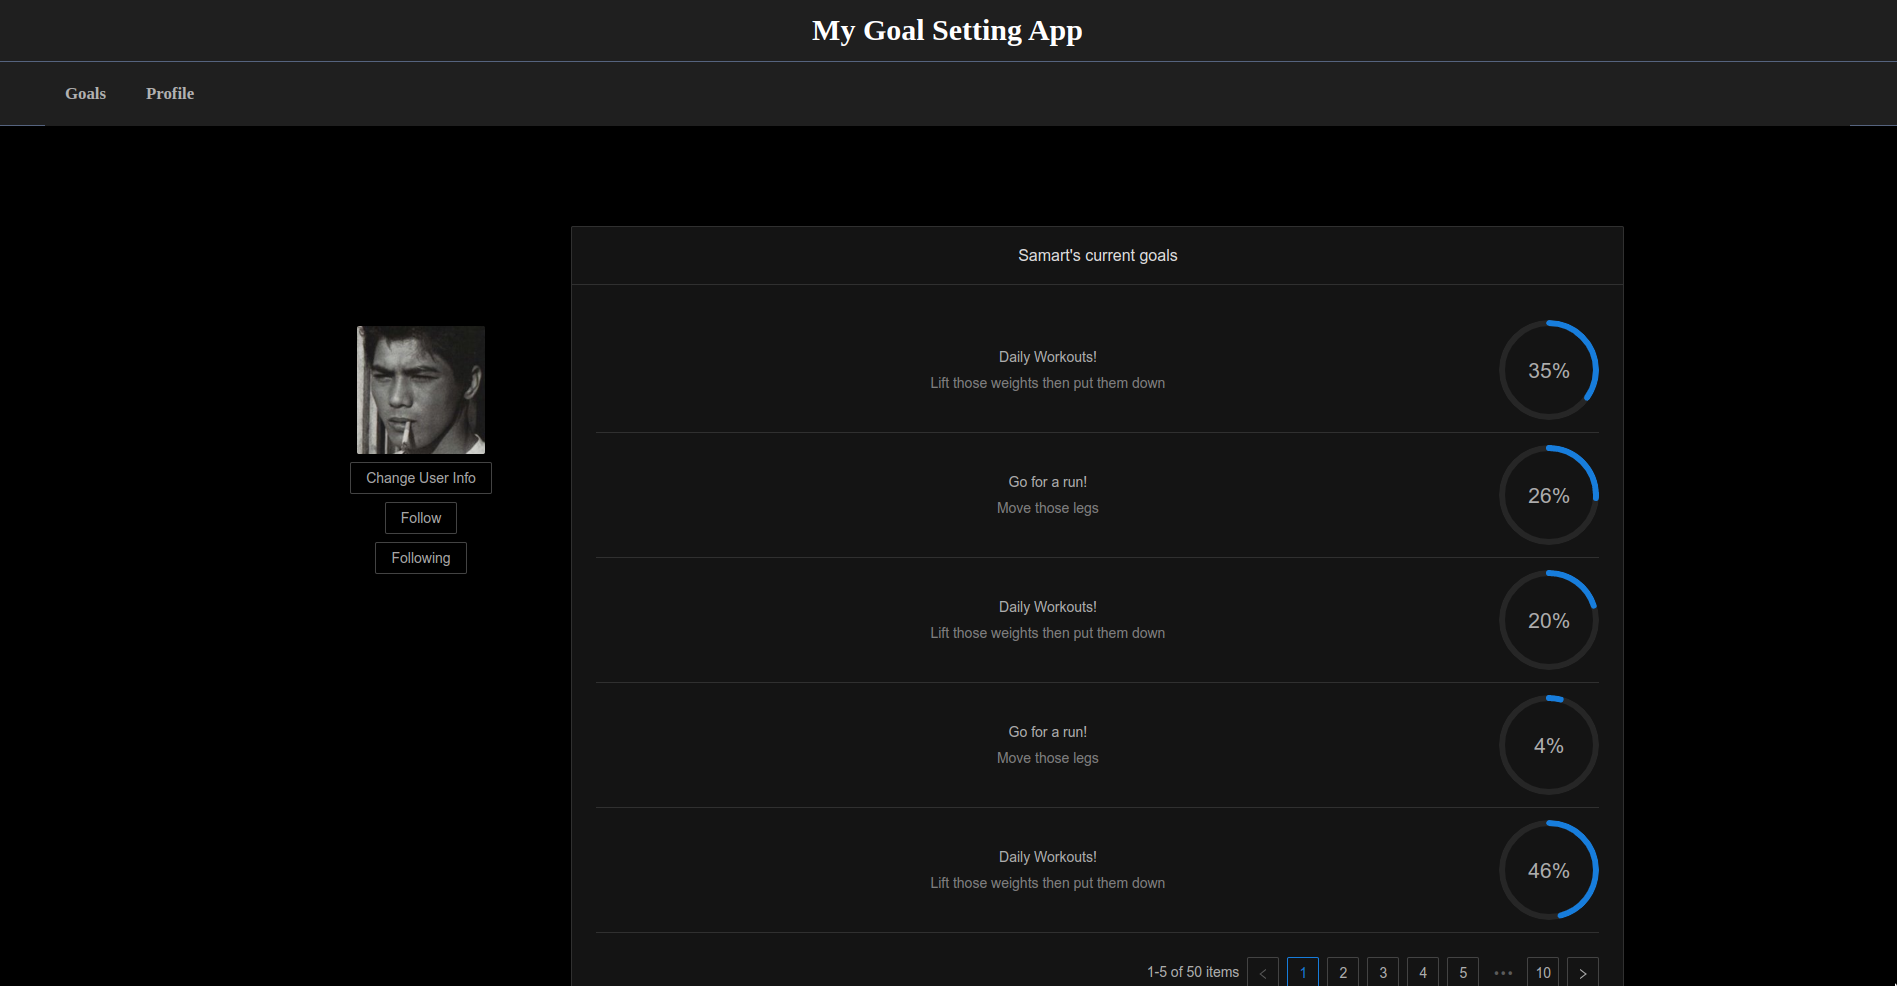 My Goal Setting App
Goals Profile
Change User Info
Follow
Following
Samart's current goals
Daily Workouts!
Lift those weights then put them down
35%
Go for a run!
Move those legs
26%
Daily Workouts!
Lift those weights then put them down
20%
Go for a run!
Move those legs
4%
Daily Workouts!
Lift those weights then put them down
46%
1-5 of 50 items < 1 2 3 4 5 ••• 10 >